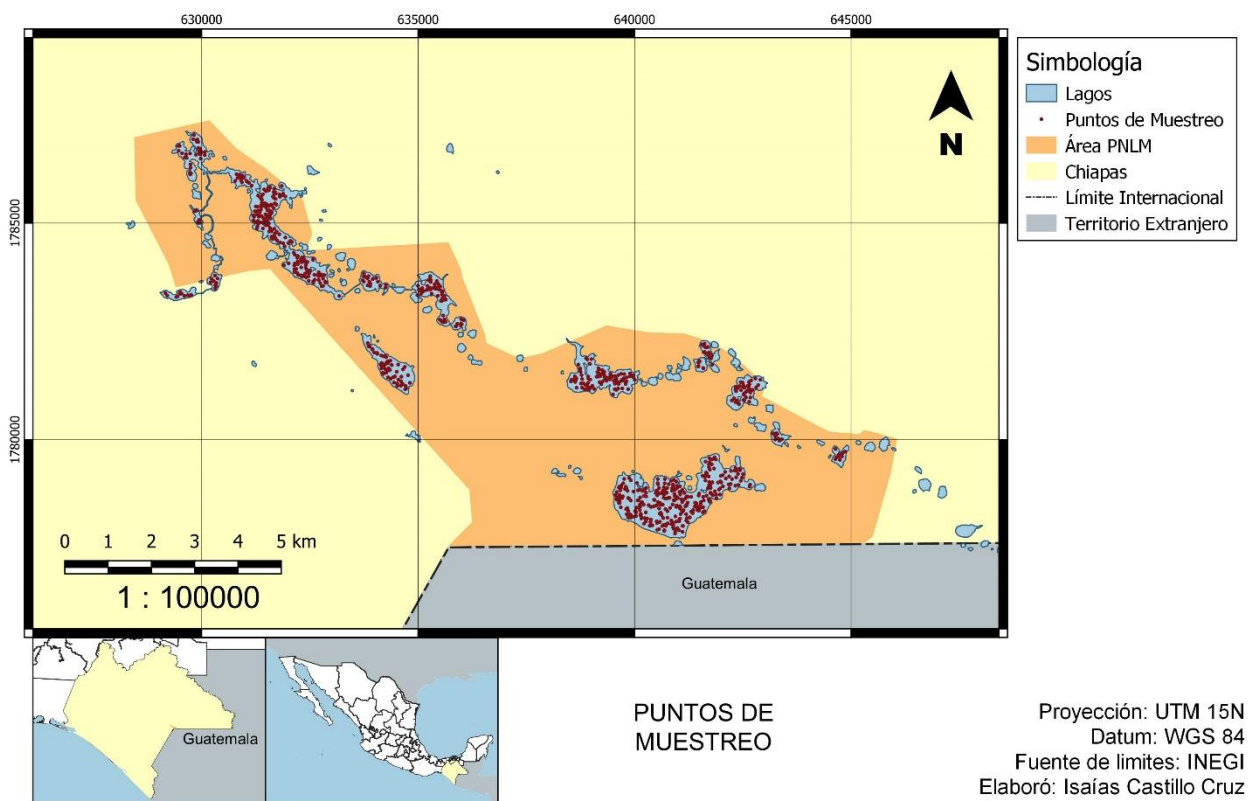 630000
635000
640000
645000
1785000
1780000
N
Simbología
Lagos
Puntos de Muestreo
Área PNLM
Chiapas
Límite Internacional
Territorio Extranjero
0 1 2 3 4 5 km
1 : 100000
Guatemala
Guatemala
PUNTOS DE
MUESTREO
Proyección: UTM 15N
Datum: WGS 84
Fuente de limites: INEGI
Elaboró: Isaías Castillo Cruz